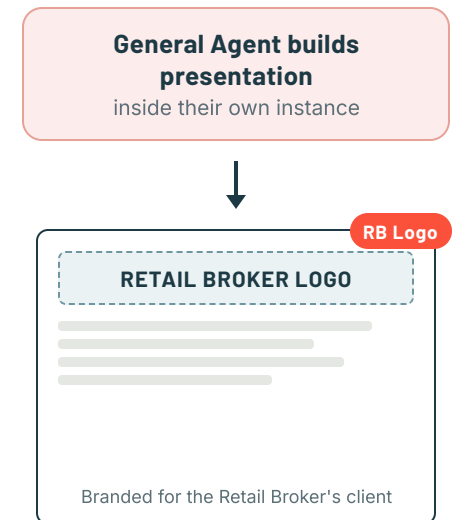 General Agent builds
presentation
inside their own instance
RB Logo
RETAIL BROKER LOGO
Branded for the Retail Broker's client